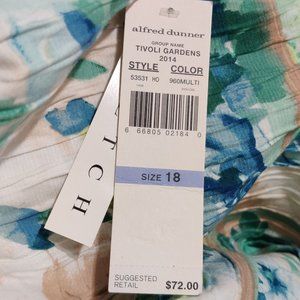 alfred dunner
GROUP NAME
TIVOLI GARDENS
2014
STYLE COLOR
53531 HO 960MULTI
6 66805 02184 0
SIZE 18
TCH
SUGGESTED
RETAIL $72.00